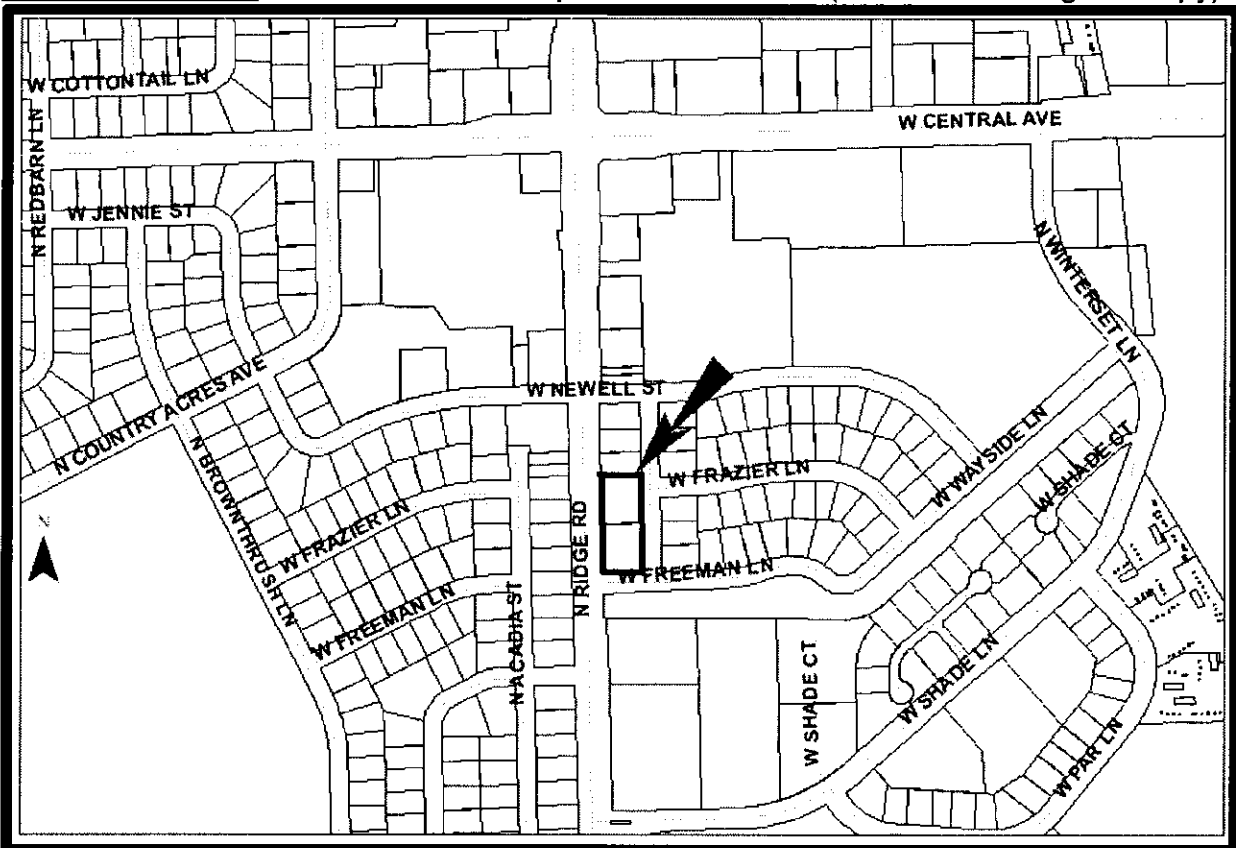 W COTTONTAIL LN
N REDBARN LN
W CENTRAL AVE
W JENNIE ST
N WINTERSET LN
N COUNTRY ACRES AVE
W NEWELL ST
N BROWNTHRUSH LN
W FRAZIER LN
W WAYSIDE LN
W SHADE CT
N
W FRAZIER LN
N RIDGE RD
W FREEMAN LN
W FREEMAN LN
N ACADIA ST
W SHADE CT
W SHADE LN
W PAR LN